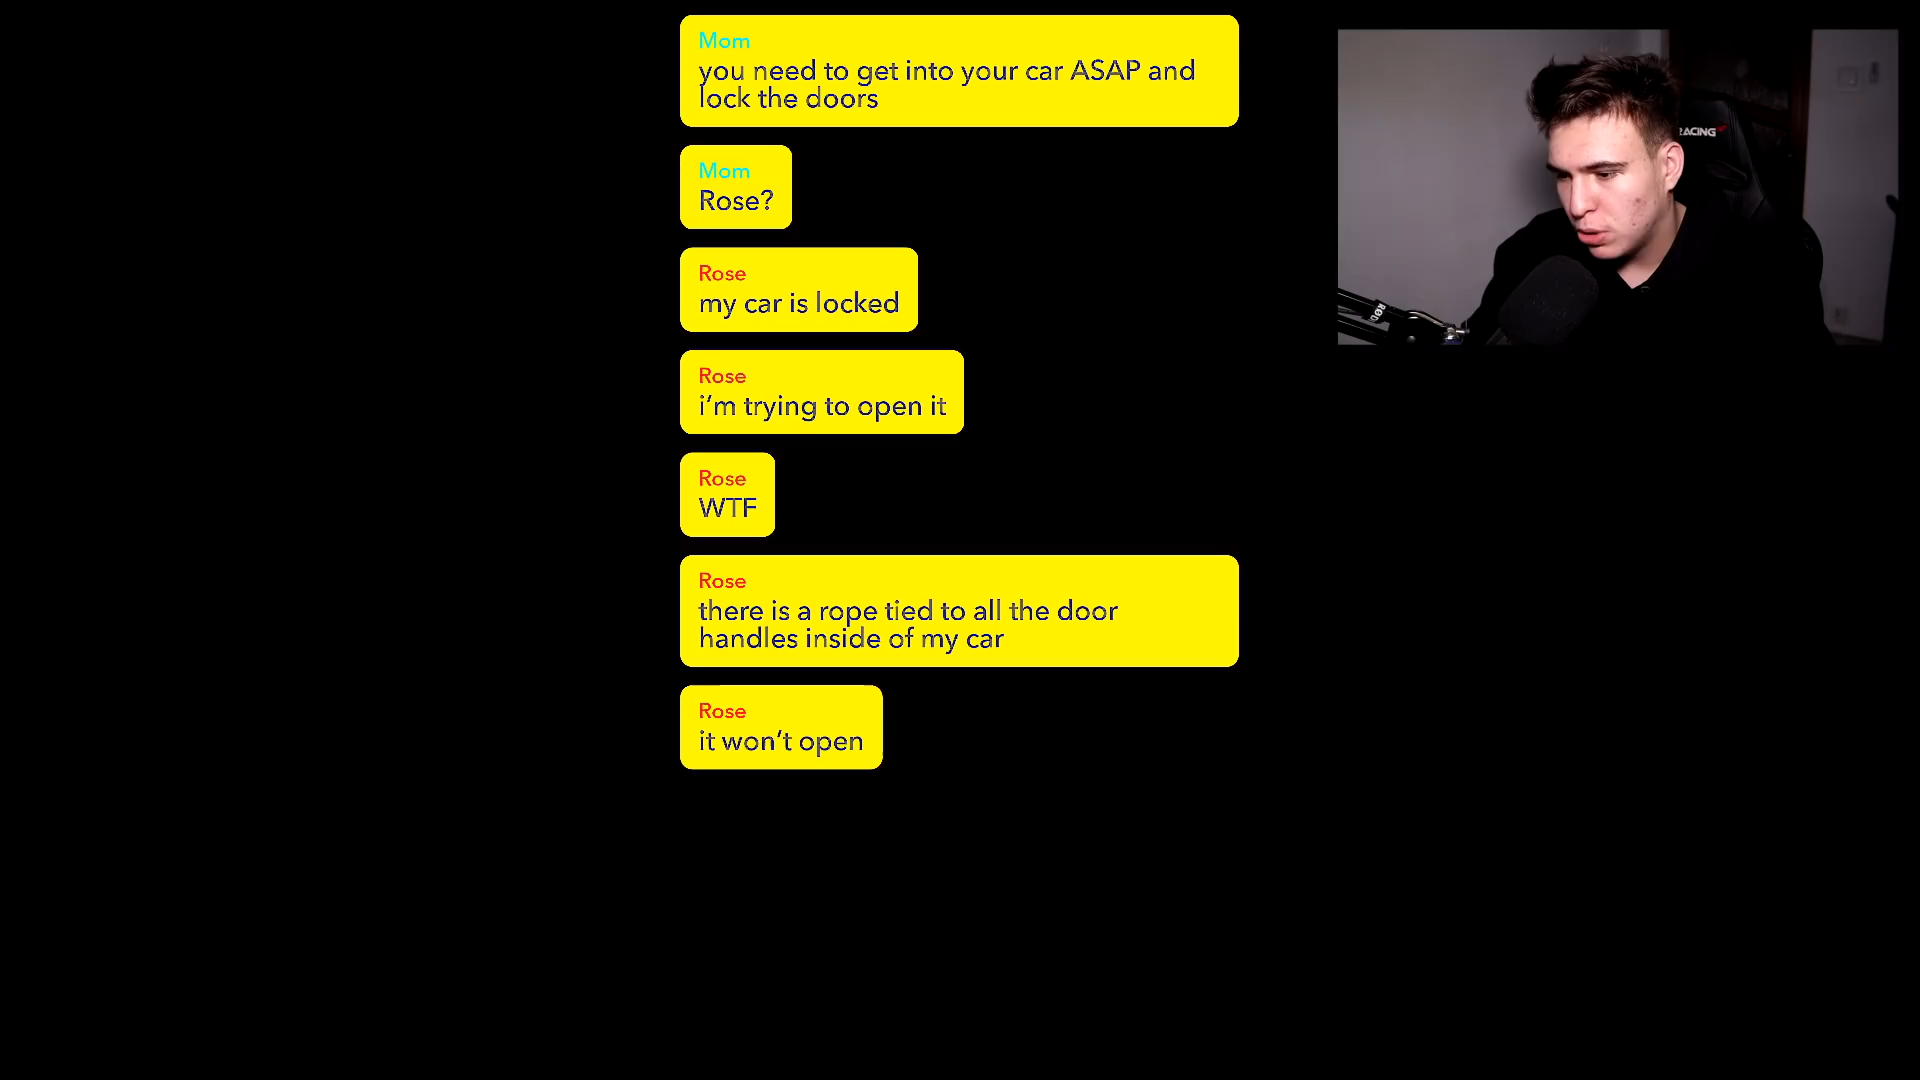 Mom
you need to get into your car ASAP and
lock the doors
Mom
Rose?
Rose
my car is locked
Rose
i'm trying to open it
Rose
WTF
Rose
there is a rope tied to all the door
handles inside of my car
Rose
it won't open
RACING
RØDE